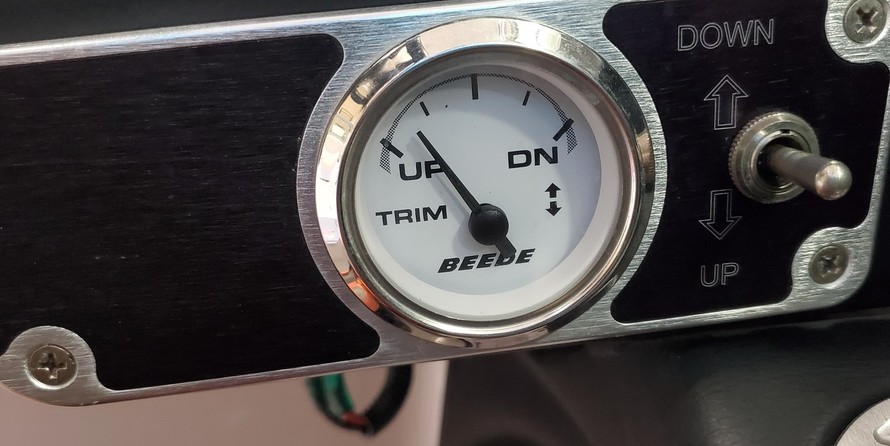 DOWN
UP DN
TRIM
BEEDE
UP